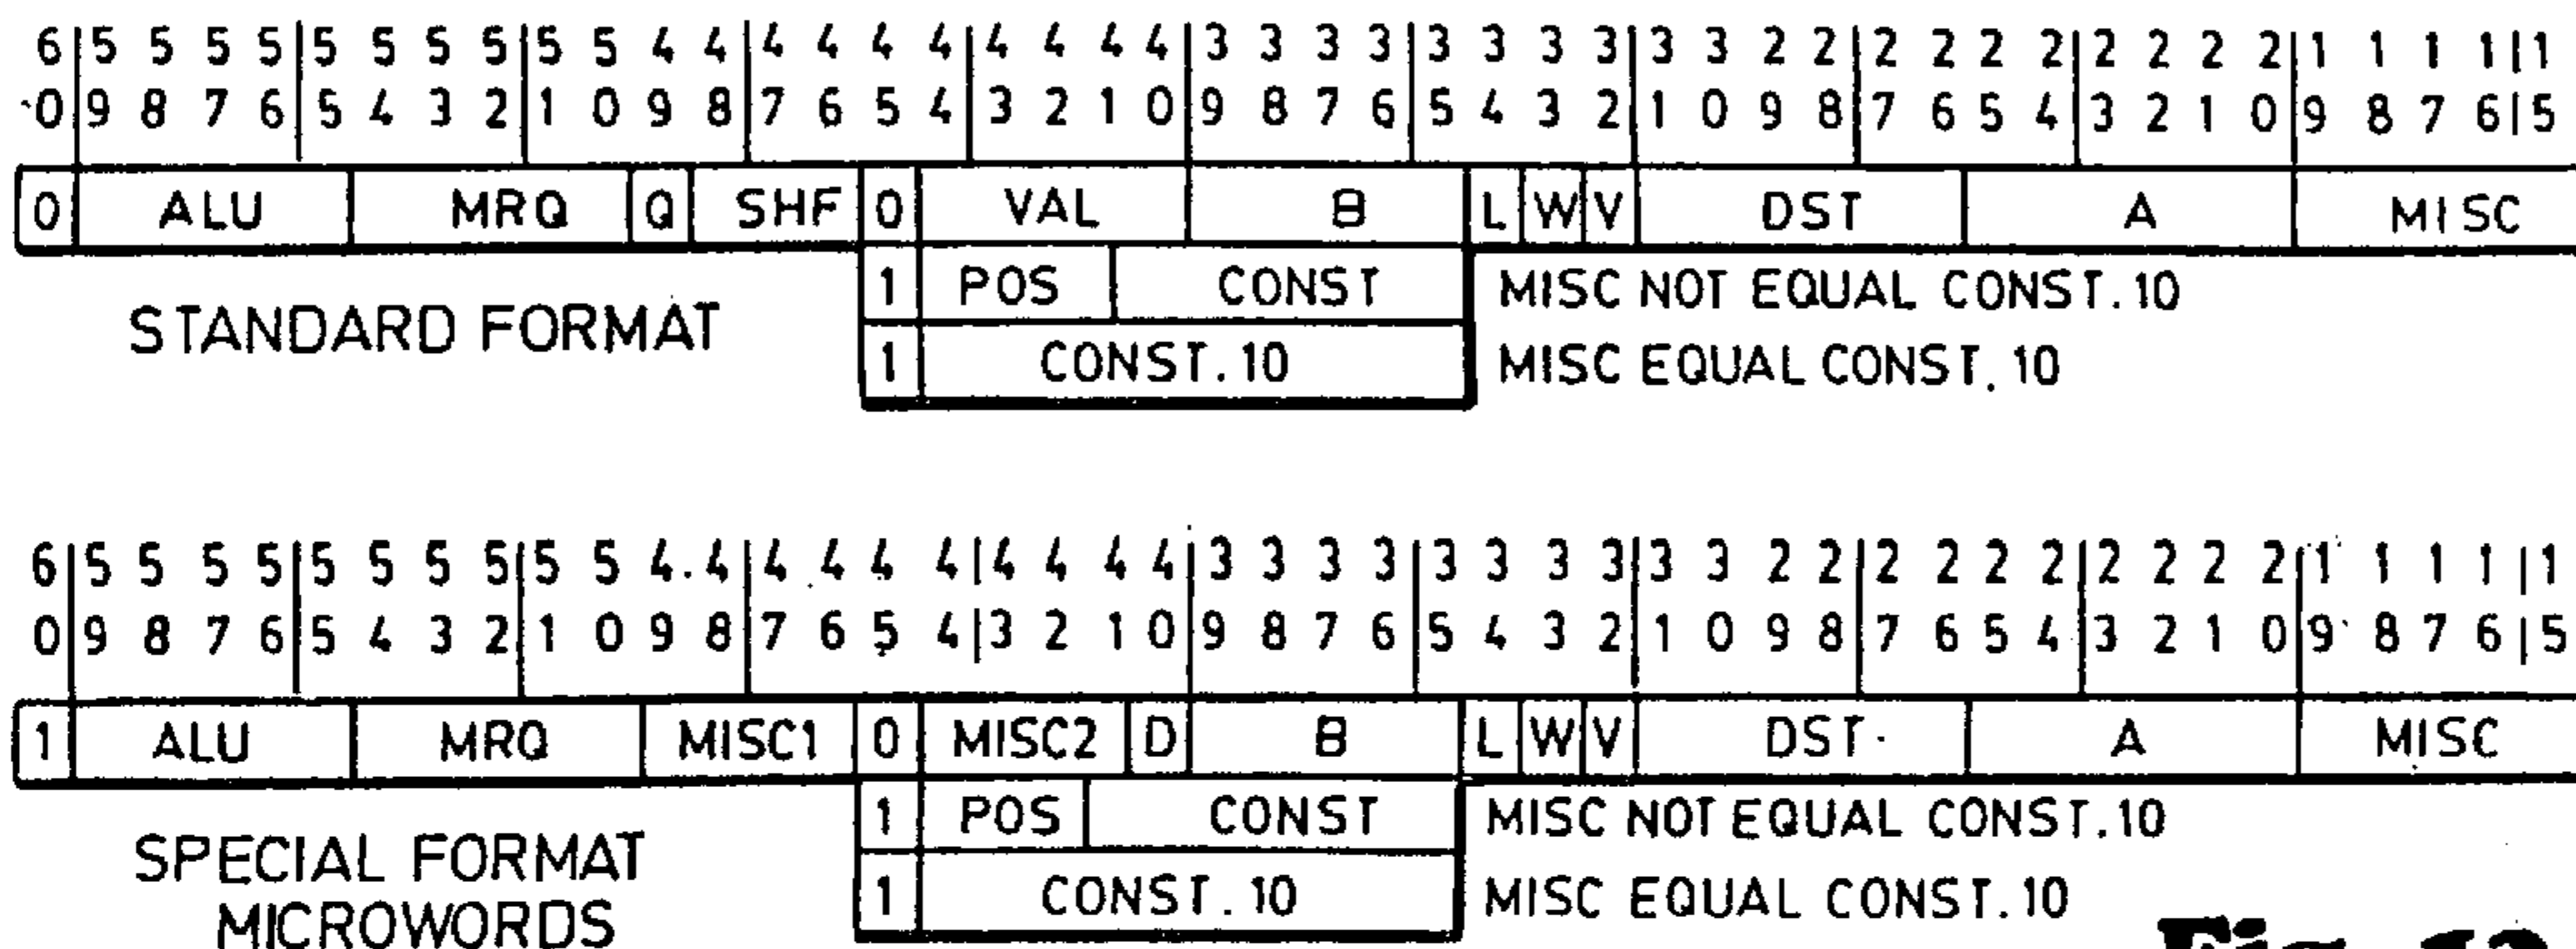 6 5 5 5 5 5 5 5 5 5 5 4 4 4 4 4 4 4 4 4 4 3 3 3 3 3 3 3 3 3 3 2 2 2 2 2 2 2 2 2 2 1 1 1 1 1
0 9 8 7 6 5 4 3 2 1 0 9 8 7 6 5 4 3 2 1 0 9 8 7 6 5 4 3 2 1 0 9 8 7 6 5 4 3 2 1 0 9 8 7 6 5
0 ALU MRQ Q SHF 0 VAL B L W V DST A MISC
1 POS CONST MISC NOT EQUAL CONST.10
STANDARD FORMAT
1 CONST.10 MISC EQUAL CONST.10
6 5 5 5 5 5 5 5 5 5 5 4 4 4 4 4 4 4 4 4 4 3 3 3 3 3 3 3 3 3 3 2 2 2 2 2 2 2 2 2 2 1 1 1 1 1
0 9 8 7 6 5 4 3 2 1 0 9 8 7 6 5 4 3 2 1 0 9 8 7 6 5 4 3 2 1 0 9 8 7 6 5 4 3 2 1 0 9 8 7 6 5
1 ALU MRQ MISC1 0 MISC2 D B L W V DST A MISC
1 POS CONST MISC NOT EQUAL CONST.10
SPECIAL FORMAT
MICROWORDS
1 CONST.10 MISC EQUAL CONST.10